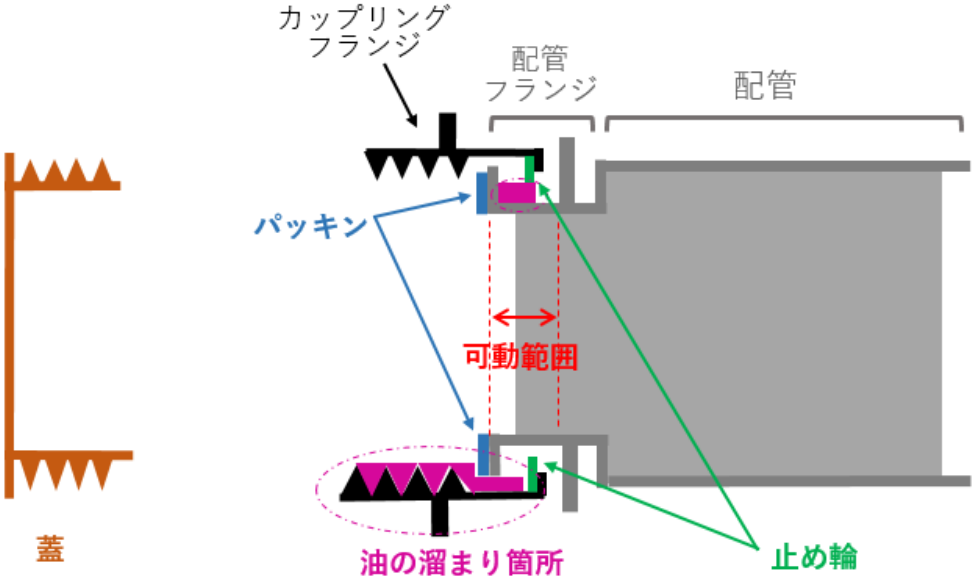 カップリング
フランジ
配管
フランジ
配管
パッキン
可動範囲
蓋
油の溜まり箇所
止め輪